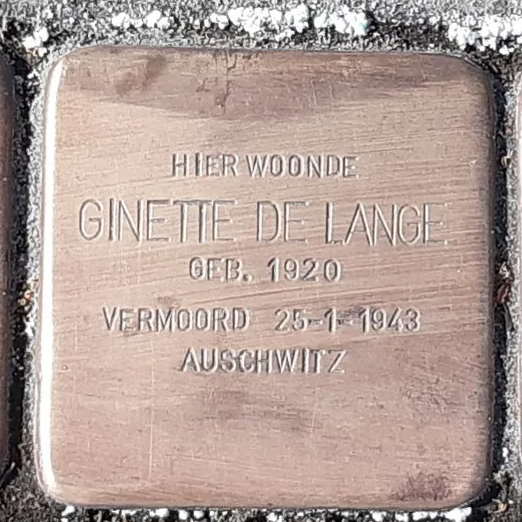 HIER WOONDE
GINETTE DE LANGE
GEB. 1920
VERMOORD 25-1-1943
AUSCHWITZ